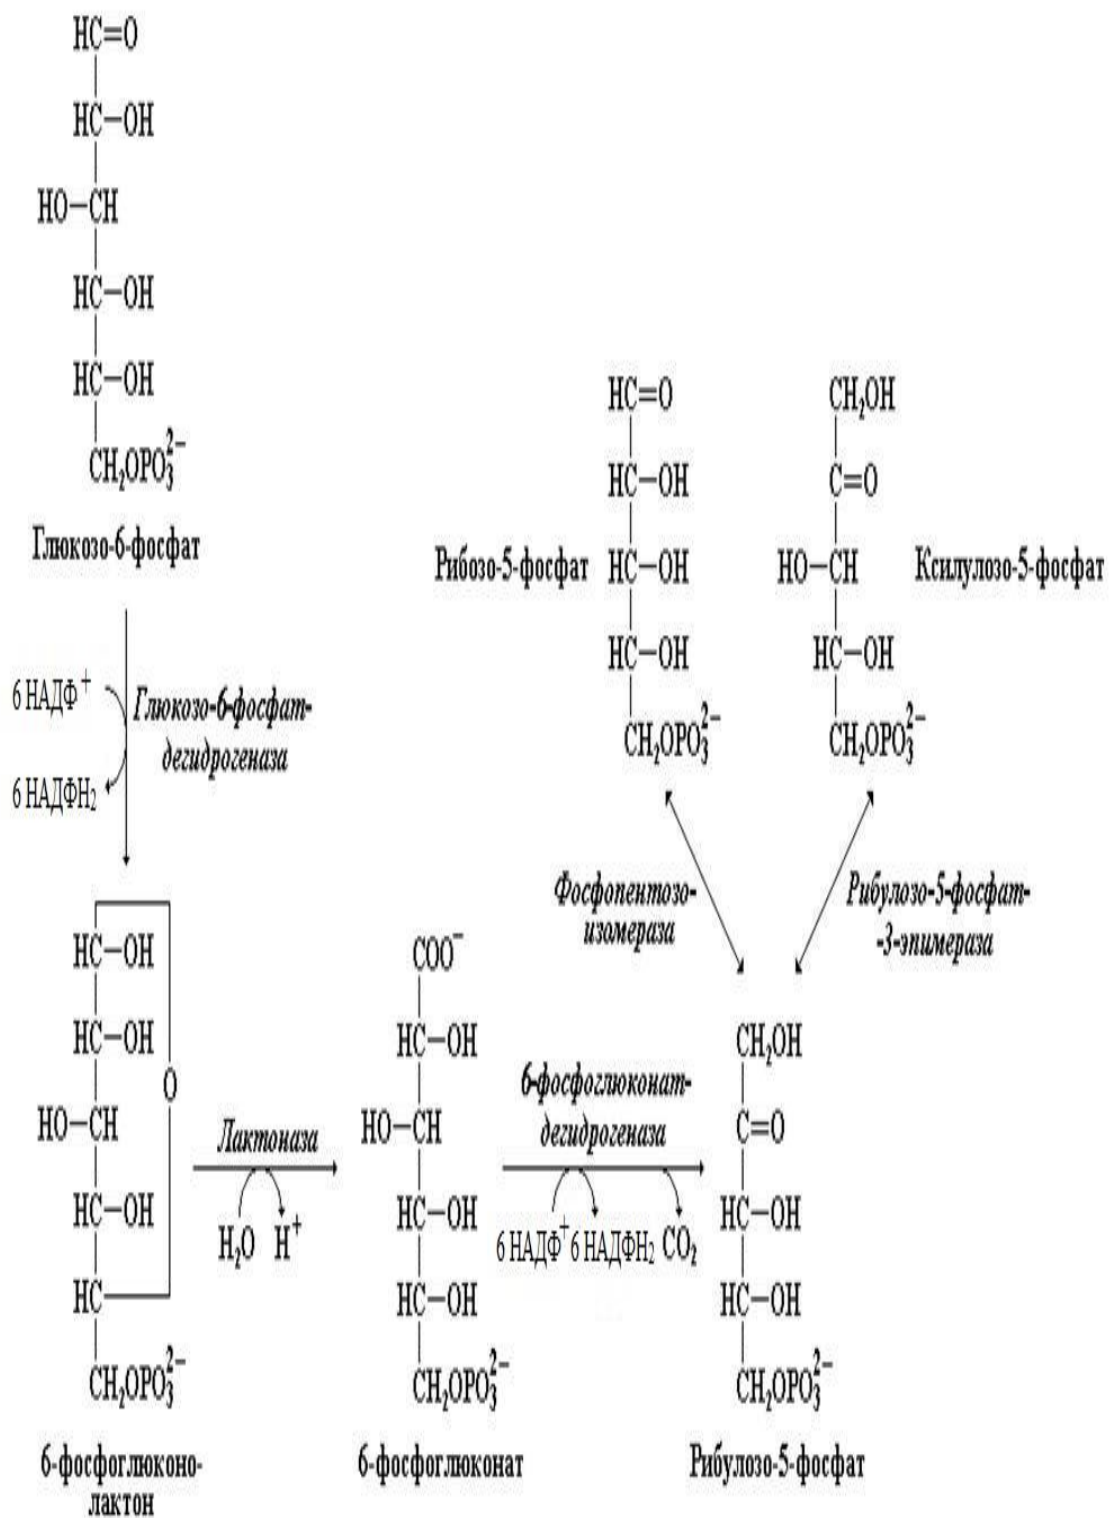 HC=O
HC–OH
HO–CH
HC–OH
HC–OH
CH₂OPO₃²⁻
Глюкозо-6-фосфат
6 НАДФ⁺
6 НАДФН₂
Глюкозо-6-фосфат-
дегидрогеназа
HC–OH
HC–OH
O
HO–CH
HC–OH
HC
CH₂OPO₃²⁻
6-фосфоглюконо-
лактон
Лактоназа
H₂O H⁺
COO⁻
HC–OH
HO–CH
HC–OH
HC–OH
CH₂OPO₃²⁻
6-фосфоглюконат
6-фосфоглюконат-
дегидрогеназа
6 НАДФ⁺ 6 НАДФН₂ CO₂
CH₂OH
C=O
HC–OH
HC–OH
CH₂OPO₃²⁻
Рибулозо-5-фосфат
Фосфопентозо-
изомераза
Рибулозо-5-фосфат-
-3-эпимераза
HC=O
HC–OH
Рибозо-5-фосфат HC–OH
HC–OH
CH₂OPO₃²⁻
CH₂OH
C=O
HO–CH Ксилулозо-5-фосфат
HC–OH
CH₂OPO₃²⁻